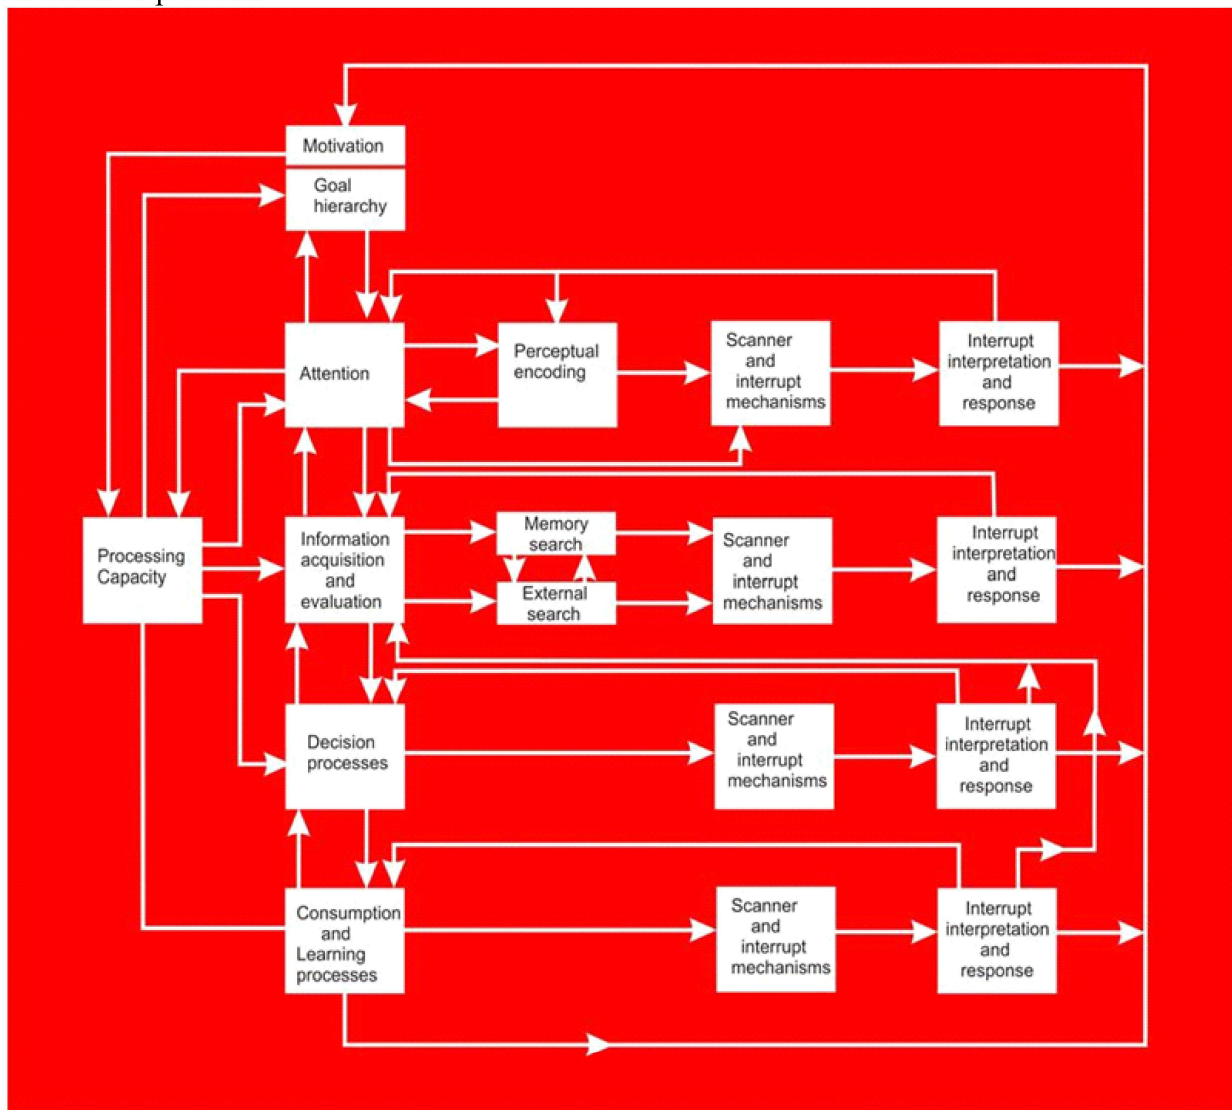 Motivation
Goal
hierarchy
Attention
Perceptual
encoding
Scanner
and
interrupt
mechanisms
Interrupt
interpretation
and
response
Processing
Capacity
Information
acquisition
and
evaluation
Memory
search
External
search
Scanner
and
interrupt
mechanisms
Interrupt
interpretation
and
response
Decision
processes
Scanner
and
interrupt
mechanisms
Interrupt
interpretation
and
response
Consumption
and
Learning
processes
Scanner
and
interrupt
mechanisms
Interrupt
interpretation
and
response